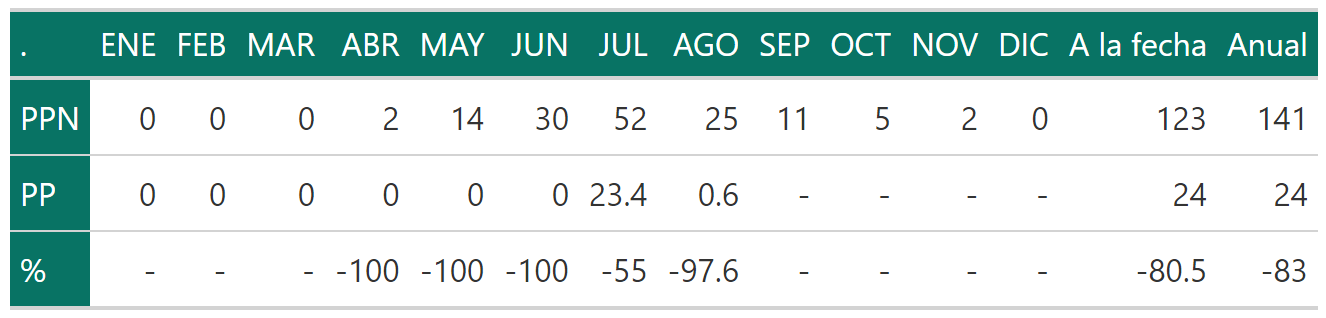 . ENE FEB MAR ABR MAY JUN JUL AGO SEP OCT NOV DIC A la fecha Anual
PPN 0 0 0 2 14 30 52 25 11 5 2 0 123 141
PP 0 0 0 0 0 0 23.4 0.6 - - - - 24 24
% - - - -100 -100 -100 -55 -97.6 - - - - -80.5 -83